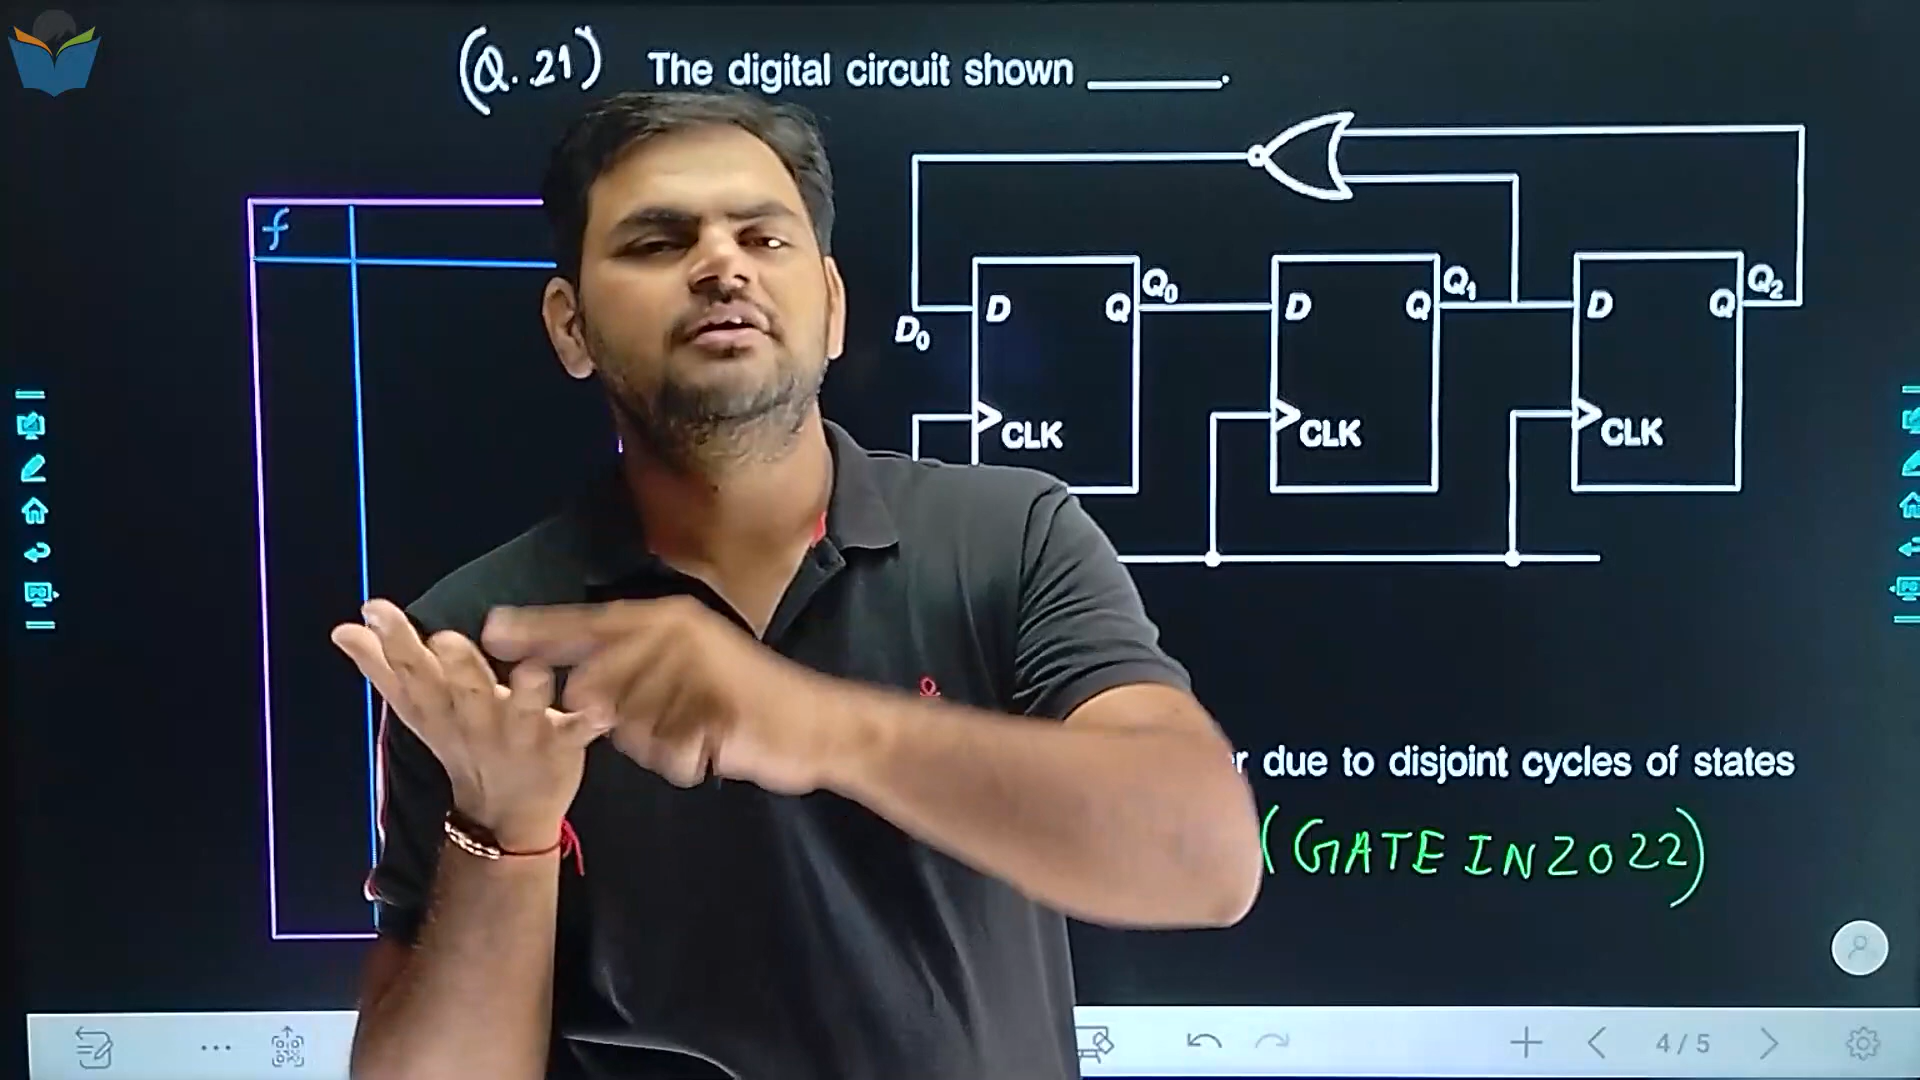 (Q.21) The digital circuit shown ______.
f
D Q Q₀ D Q Q₁ D Q Q₂
D₀
CLK CLK CLK
due to disjoint cycles of states
(GATE IN 2022)
4 / 5